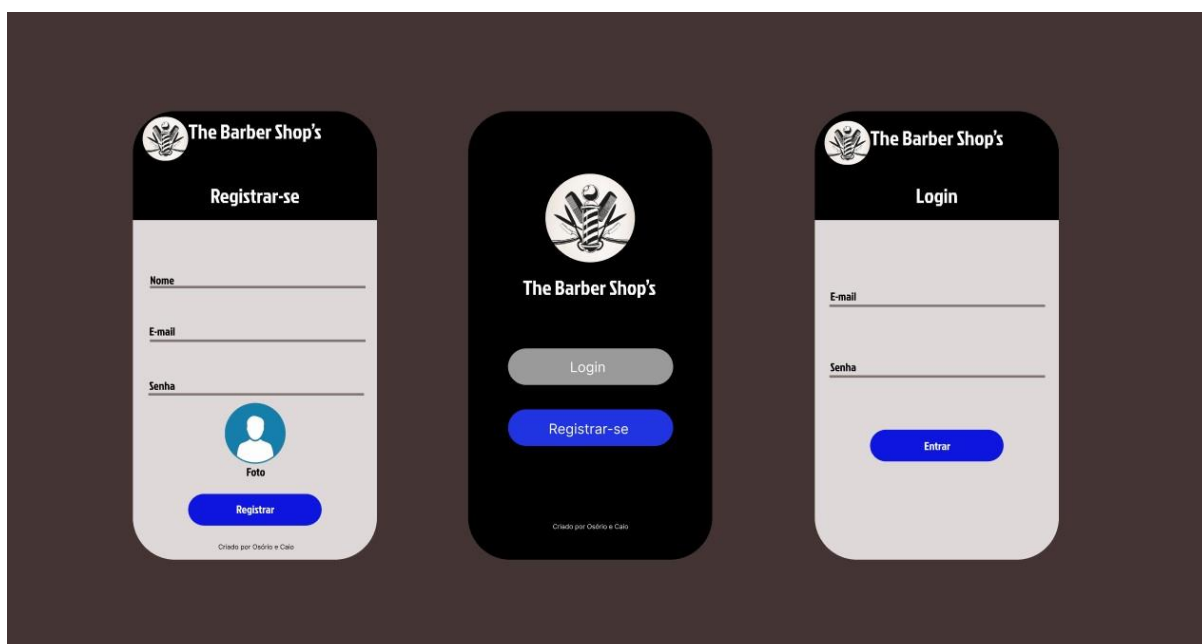 The Barber Shop's
Registrar-se
Nome
E-mail
Senha
Foto
Registrar
Criado por Osório e Caio
The Barber Shop's
Login
Registrar-se
Criado por Osório e Caio
The Barber Shop's
Login
E-mail
Senha
Entrar